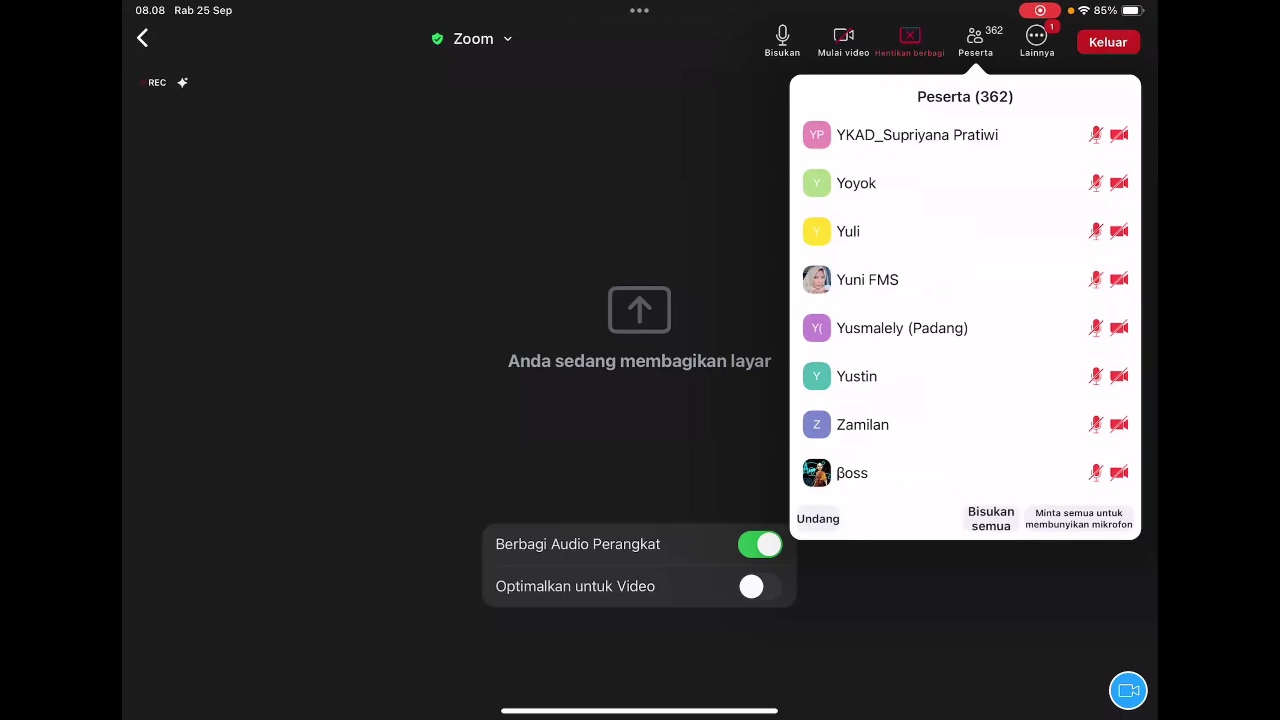 08.08 Rab 25 Sep
85%
Zoom
Bisukan
Mulai video
Hentikan berbagi
362
Peserta
1
Lainnya
Keluar
REC
Peserta (362)
YP YKAD_Supriyana Pratiwi
Y Yoyok
Y Yuli
Yuni FMS
Y( Yusmalely (Padang)
Y Yustin
Z Zamilan
βoss
Undang
Bisukan
semua
Minta semua untuk
membunyikan mikrofon
Anda sedang membagikan layar
Berbagi Audio Perangkat
Optimalkan untuk Video